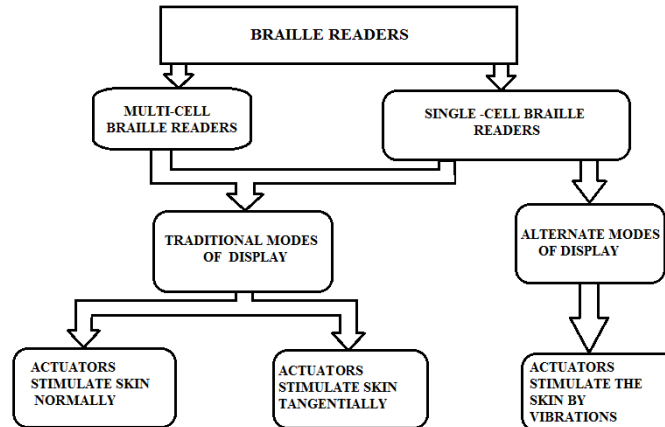 BRAILLE READERS
MULTI-CELL
BRAILLE READERS
SINGLE -CELL BRAILLE
READERS
TRADITIONAL MODES
OF DISPLAY
ALTERNATE MODES
OF DISPLAY
ACTUATORS
STIMULATE SKIN
NORMALLY
ACTUATORS
STIMULATE SKIN
TANGENTIALLY
ACTUATORS
STIMULATE THE
SKIN BY
VIBRATIONS